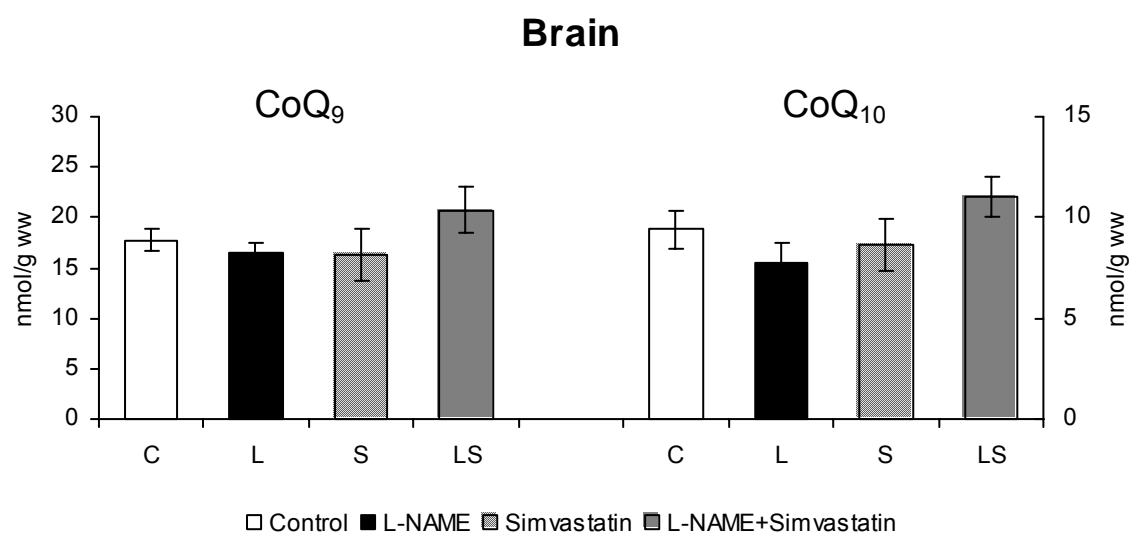 Brain
CoQ9
CoQ10
30
25
20
15
10
5
0
nmol/g ww
15
10
5
0
nmol/g ww
C L S LS C L S LS
Control L-NAME Simvastatin L-NAME+Simvastatin